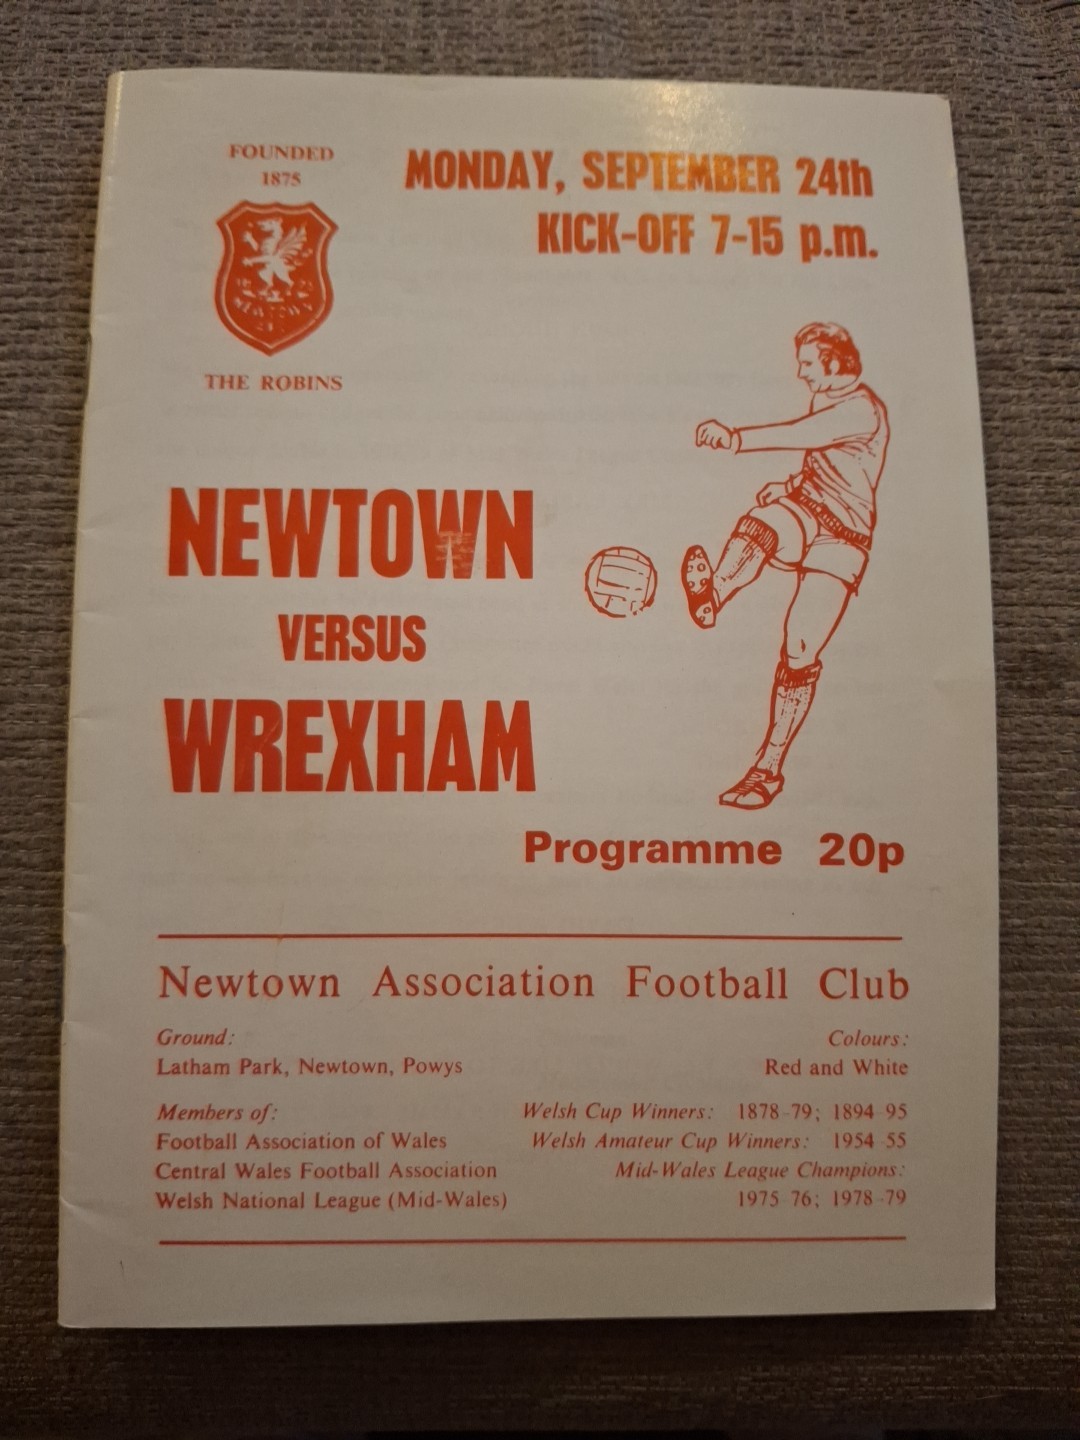 FOUNDED
1875
MONDAY, SEPTEMBER 24th
KICK-OFF 7-15 p.m.
NEWTOWN
THE ROBINS
NEWTOWN
VERSUS
WREXHAM
Programme 20p
Newtown Association Football Club
Ground:
Latham Park, Newtown, Powys
Colours:
Red and White
Members of:
Football Association of Wales
Central Wales Football Association
Welsh National League (Mid-Wales)
Welsh Cup Winners: 1878-79; 1894-95
Welsh Amateur Cup Winners: 1954-55
Mid-Wales League Champions:
1975-76; 1978-79